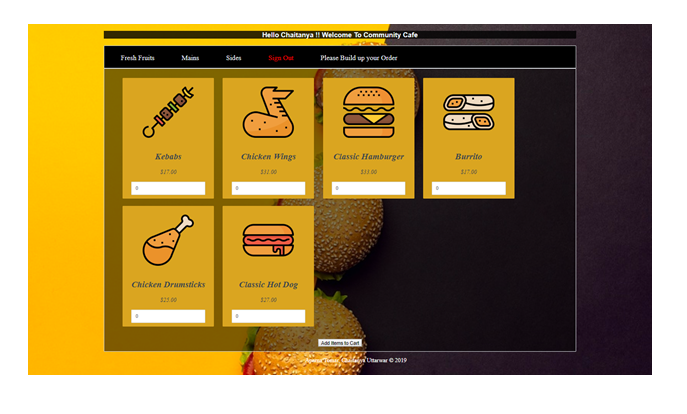 Hello Chaitanya !! Welcome To Community Cafe
Fresh Fruits Mains Sides Sign Out Please Build up your Order
Kebabs Chicken Wings Classic Hamburger Burrito
$17.00 $31.00 $33.00 $17.00
0 0 0 0
Chicken Drumsticks Classic Hot Dog
$25.00 $27.00
0 0
Add Items to Cart
Chaitanya Uttarwar © 2019